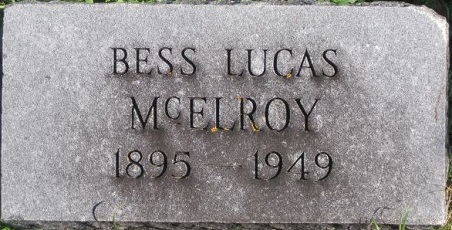 BESS LUCAS
McELROY
1895 — 1949